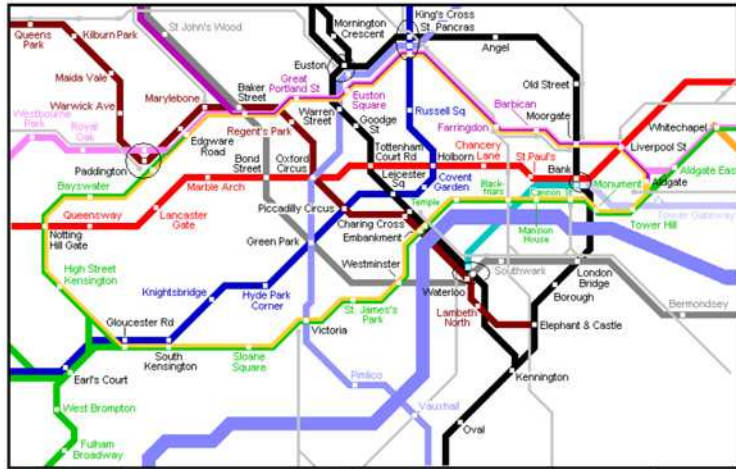 Queens
Park
Kilburn Park
St John's Wood
Mornington
Crescent
King's Cross
St. Pancras
Angel
Euston
Maida Vale
Great
Portland St
Old Street
Baker
Street
Marylebone
Euston
Square
Barbican
Warwick Ave
Moorgate
Westbourne
Park
Royal
Oak
Warren
Street
Goodge
St
Russell Sq
Whitechapel
Regent's Park
Farringdon
Liverpool St
Edgware
Road
Tottenham
Court Rd
Chancery
Lane
Holborn
St.Paul's
Bank
Paddington
Bond
Street
Oxford
Circus
Leicester
Sq
Aldgate East
Bayswater
Marble Arch
Covent
Garden
Black-
friars
Cannon St
Monument
Aldgate
Queensway
Lancaster
Gate
Piccadilly Circus
Temple
Charing Cross
Mansion
House
Tower Gateway
Tower Hill
Notting
Hill Gate
Green Park
Embankment
High Street
Kensington
Westminster
Southwark
London
Bridge
Knightsbridge
Hyde Park
Corner
Waterloo
Borough
Bermondsey
St. James's
Park
Lambeth
North
Gloucester Rd
Victoria
Elephant & Castle
South
Kensington
Sloane
Square
Earl's Court
Pimlico
Kennington
West Brompton
Vauxhall
Oval
Fulham
Broadway